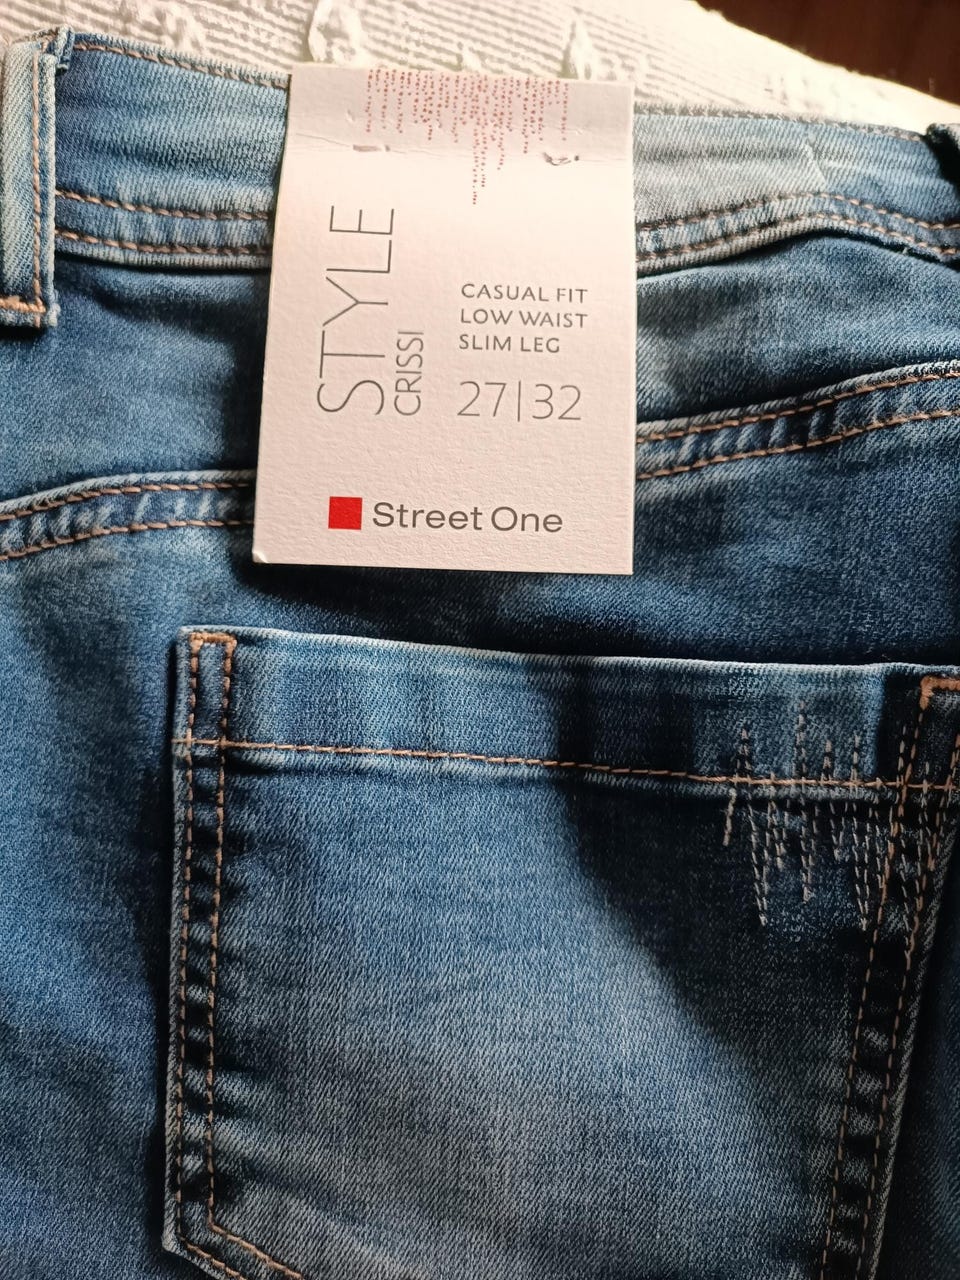 STYLE
CRISSI
CASUAL FIT
LOW WAIST
SLIM LEG
27|32
Street One